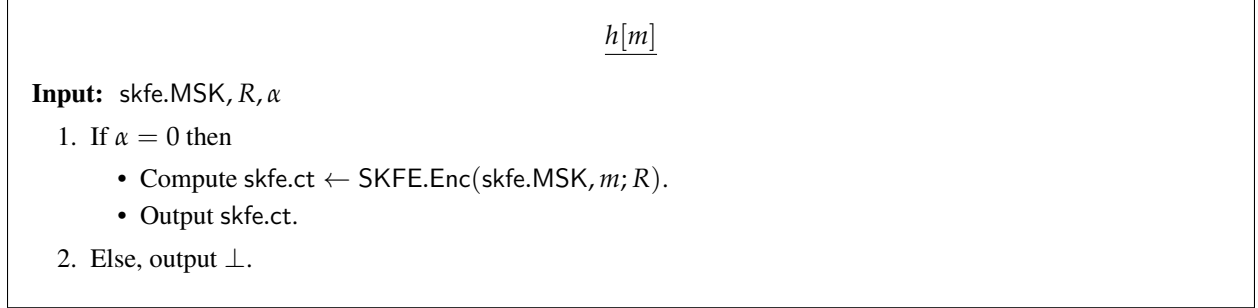 h[m]
Input: skfe.MSK, R, α
1. If α = 0 then
• Compute skfe.ct ← SKFE.Enc(skfe.MSK, m; R).
• Output skfe.ct.
2. Else, output ⊥.